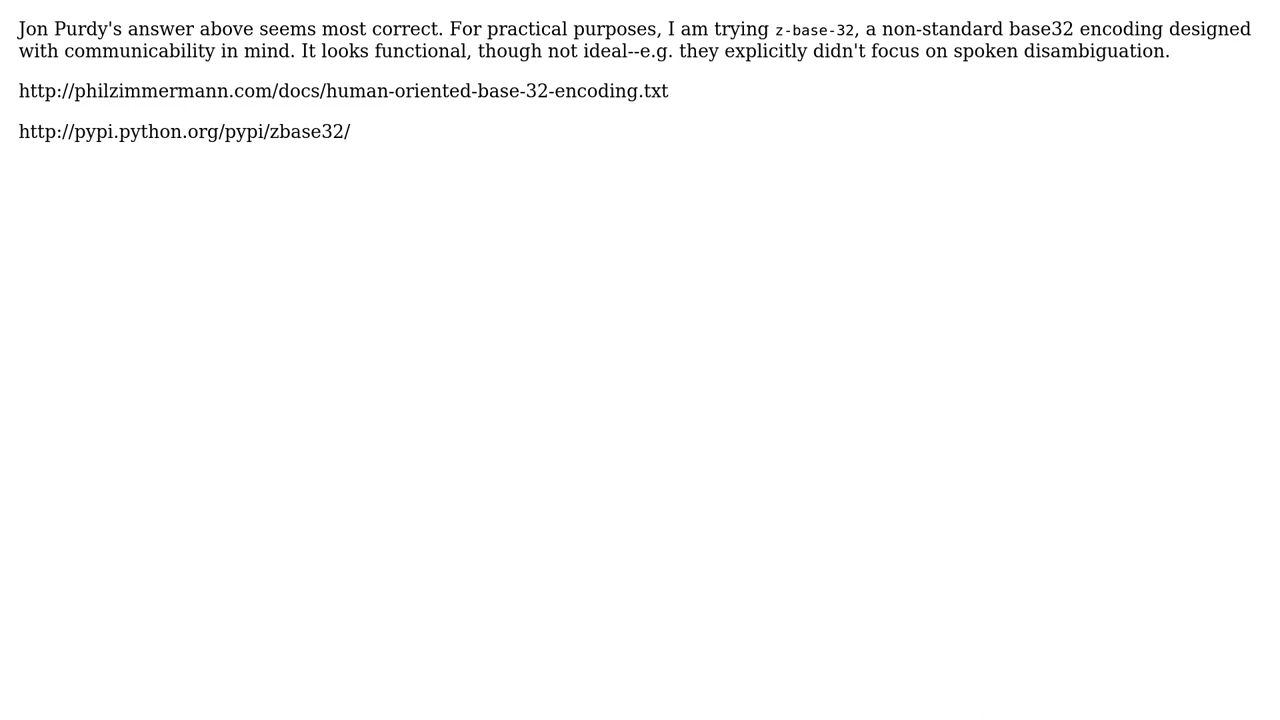 Jon Purdy's answer above seems most correct. For practical purposes, I am trying z-base-32, a non-standard base32 encoding designed
with communicability in mind. It looks functional, though not ideal--e.g. they explicitly didn't focus on spoken disambiguation.
http://philzimmermann.com/docs/human-oriented-base-32-encoding.txt
http://pypi.python.org/pypi/zbase32/